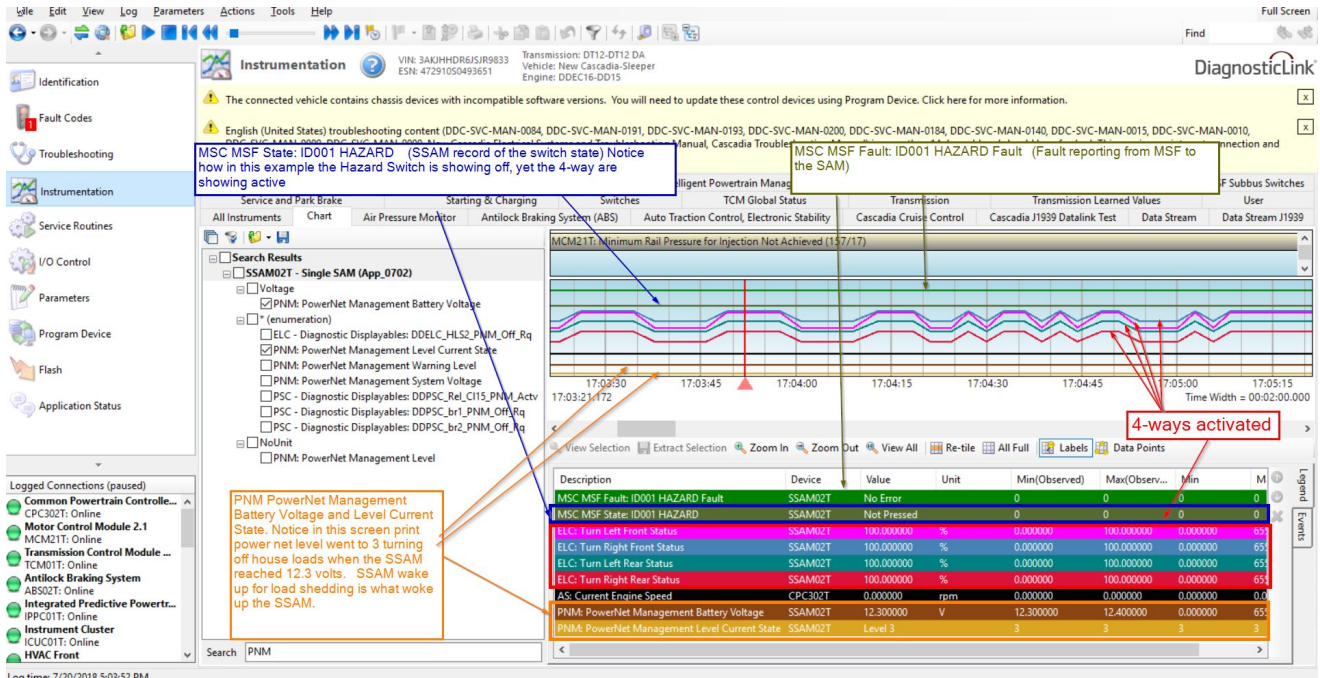 File Edit View Log Parameters Actions Tools Help
Full Screen
Find
Instrumentation
VIN: 3AKJHHDR6JSJR9833
ESN: 472910S0493651
Transmission: DT12-DT12 DA
Vehicle: New Cascadia-Sleeper
Engine: DDEC16-DD15
DiagnosticLink
The connected vehicle contains chassis devices with incompatible software versions. You will need to update these control devices using Program Device. Click here for more information.
English (United States) troubleshooting content (DDC-SVC-MAN-0084, DDC-SVC-MAN-0191, DDC-SVC-MAN-0193, DDC-SVC-MAN-0200, DDC-SVC-MAN-0184, DDC-SVC-MAN-0140, DDC-SVC-MAN-0015, DDC-SVC-MAN-0010,
MSC MSF State: ID001 HAZARD (SSAM record of the switch state) Notice
how in this example the Hazard Switch is showing off, yet the 4-way are
showing active
MSC MSF Fault: ID001 HAZARD Fault (Fault reporting from MSF to
the SAM)
Identification
Fault Codes
1
Troubleshooting
Instrumentation
Service Routines
I/O Control
Parameters
Program Device
Flash
Application Status
Subbus Switches
Service and Park Brake Starting & Charging Switches TCM Global Status Transmission Transmission Learned Values User
All Instruments Chart Air Pressure Monitor Antilock Braking System (ABS) Auto Traction Control, Electronic Stability Cascadia Cruise Control Cascadia J1939 Datalink Test Data Stream Data Stream J1939
Search Results
SSAM02T - Single SAM (App_0702)
Voltage
PNM: PowerNet Management Battery Voltage
* (enumeration)
ELC - Diagnostic Displayables: DDELC_HLS2_PNM_Off_Rq
PNM: PowerNet Management Level Current State
PNM: PowerNet Management Warning Level
PNM: PowerNet Management System Voltage
PSC - Diagnostic Displayables: DDPSC_Rel_CI15_PNM_Actv
PSC - Diagnostic Displayables: DDPSC_br1_PNM_Off_Rq
PSC - Diagnostic Displayables: DDPSC_br2_PNM_Off_Rq
NoUnit
PNM: PowerNet Management Level
MCM21T: Minimum Rail Pressure for Injection Not Achieved (157/17)
17:03:30 17:03:45 17:04:00 17:04:15 17:04:30 17:04:45 17:05:00 17:05:15
17:03:21.172
Time Width = 00:02:00.000
4-ways activated
View Selection Extract Selection Zoom In Zoom Out View All Re-tile All Full Labels Data Points
Description Device Value Unit Min(Observed) Max(Observ... Min M
MSC MSF Fault: ID001 HAZARD Fault SSAM02T No Error 0 0 0 0
MSC MSF State: ID001 HAZARD SSAM02T Not Pressed 0 0 0 0
ELC: Turn Left Front Status SSAM02T 100.000000 % 0.000000 100.000000 0.000000 655
ELC: Turn Right Front Status SSAM02T 100.000000 % 0.000000 100.000000 0.000000 655
ELC: Turn Left Rear Status SSAM02T 100.000000 % 0.000000 100.000000 0.000000 655
ELC: Turn Right Rear Status SSAM02T 100.000000 % 0.000000 100.000000 0.000000 655
AS: Current Engine Speed CPC302T 0.000000 rpm 0.000000 0.000000 0.000000 0.0
PNM: PowerNet Management Battery Voltage SSAM02T 12.300000 V 12.300000 12.400000 0.000000 655
PNM: PowerNet Management Level Current State SSAM02T Level 3 3 3 3 3
Legend
Events
PNM PowerNet Management
Battery Voltage and Level Current
State. Notice in this screen print
power net level went to 3 turning
off house loads when the SSAM
reached 12.3 volts. SSAM wake
up for load shedding is what woke
up the SSAM.
Logged Connections (paused)
Common Powertrain Controlle...
CPC302T: Online
Motor Control Module 2.1
MCM21T: Online
Transmission Control Module ...
TCM01T: Online
Antilock Braking System
ABS02T: Online
Integrated Predictive Powertr...
IPPC01T: Online
Instrument Cluster
ICUC01T: Online
HVAC Front
Search PNM
Log time: 7/20/2018 5:03:52 PM